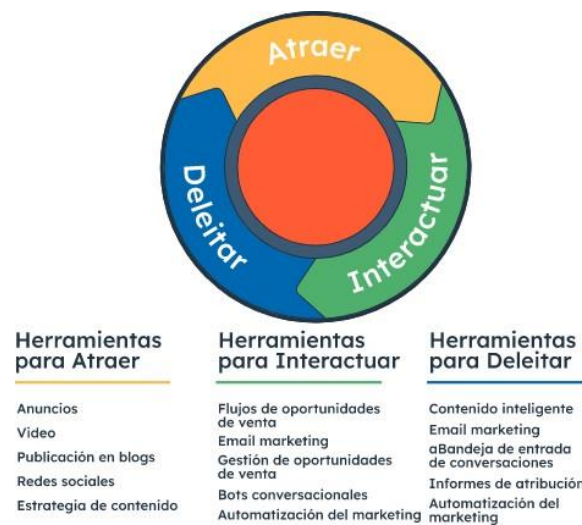 Atraer
Interactuar
Deleitar
Herramientas
para Atraer
Anuncios
Video
Publicación en blogs
Redes sociales
Estrategia de contenido
Herramientas
para Interactuar
Flujos de oportunidades
de venta
Email marketing
Gestión de oportunidades
de venta
Bots conversacionales
Automatización del marketing
Herramientas
para Deleitar
Contenido inteligente
Email marketing
aBandeja de entrada
de conversaciones
Informes de atribución
Automatización del
marketing